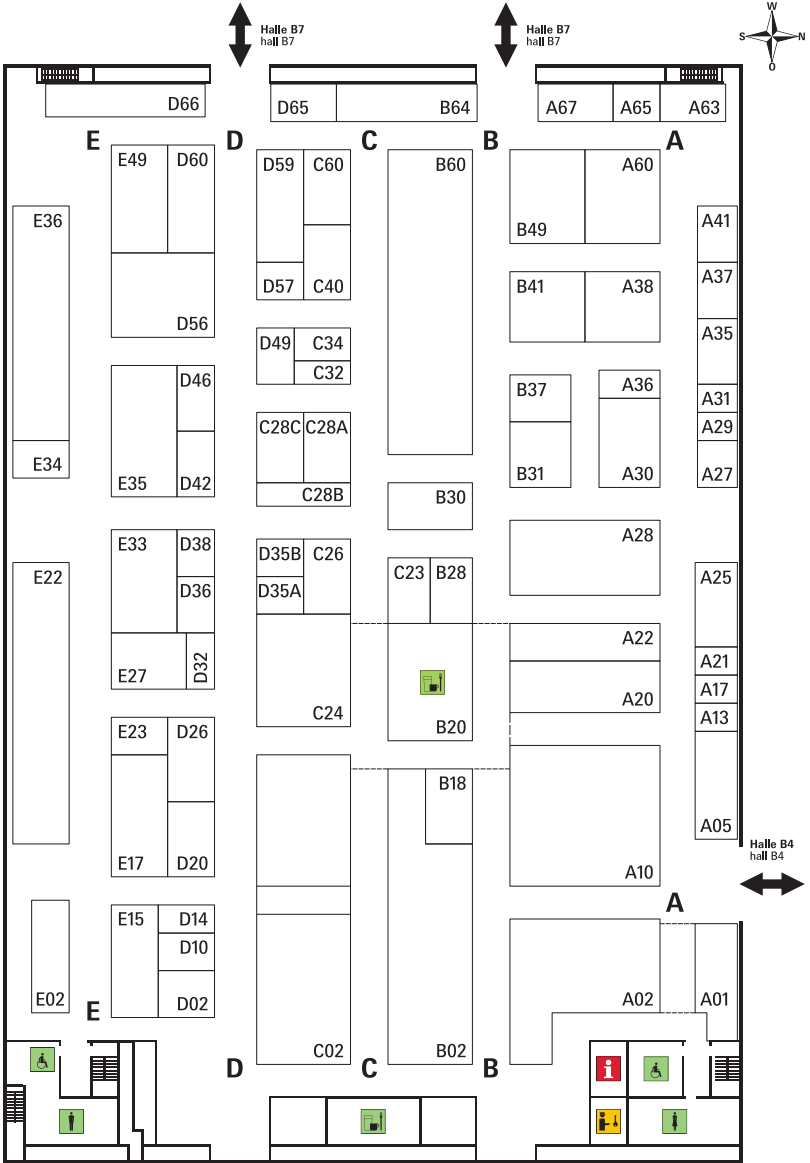 Halle B7
hall B7
Halle B7
hall B7
W
S
N
O
D66
D65
B64
A67
A65
A63
E
D
C
B
A
E49
D60
D59
C60
B60
A60
B49
E36
A41
D57
C40
B41
A38
A37
D56
A35
D49
C34
C32
D46
B37
A36
A31
C28C
C28A
A29
E34
E35
D42
B31
A30
A27
C28B
B30
E33
D38
D35B
C26
A28
E22
C23
B28
A25
D36
D35A
A22
E27
D32
A21
A17
C24
B20
A20
A13
E23
D26
B18
A05
Halle B4
hall B4
E17
D20
A10
A
E15
D14
D10
E02
D02
A02
A01
E
C02
B02
D
C
B
i